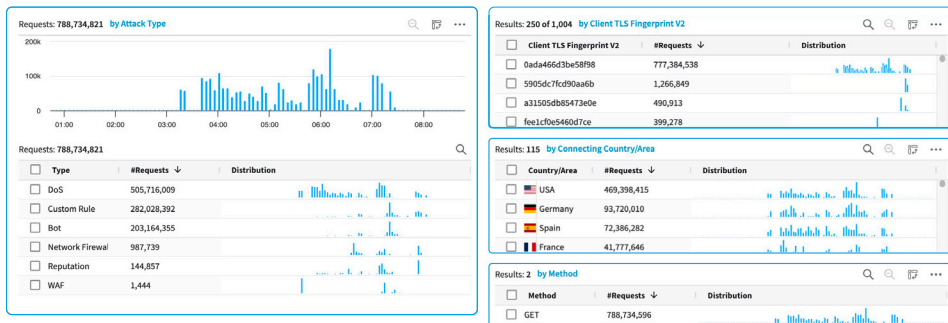 Requests: 788,734,821 by Attack Type
200k
100k
0
01:00 02:00 03:00 04:00 05:00 06:00 07:00 08:00
Requests: 788,734,821
Type #Requests ↓ Distribution
DoS 505,716,009
Custom Rule 282,028,392
Bot 203,164,355
Network Firewal 987,739
Reputation 144,857
WAF 1,444
Results: 250 of 1,004 by Client TLS Fingerprint V2
Client TLS Fingerprint V2 #Requests ↓ Distribution
0ada466d3be58f98 777,384,538
5905dc7fcd90aa6b 1,266,849
a31505db85473e0e 490,913
fee1cf0e5460d7ce 399,278
Results: 115 by Connecting Country/Area
Country/Area #Requests ↓ Distribution
USA 469,398,415
Germany 93,720,010
Spain 72,386,282
France 41,777,646
Results: 2 by Method
Method #Requests ↓ Distribution
GET 788,734,596